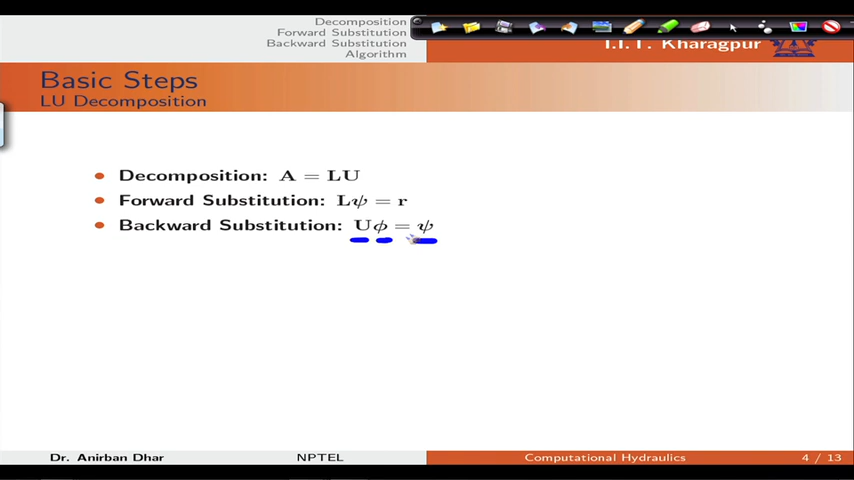 Decomposition
Forward Substitution
Backward Substitution
Algorithm
I.I.T. Kharagpur
Basic Steps
LU Decomposition
• Decomposition: A = LU
• Forward Substitution: Lψ = r
• Backward Substitution: Uϕ = ψ
Dr. Anirban Dhar NPTEL Computational Hydraulics 4 / 13